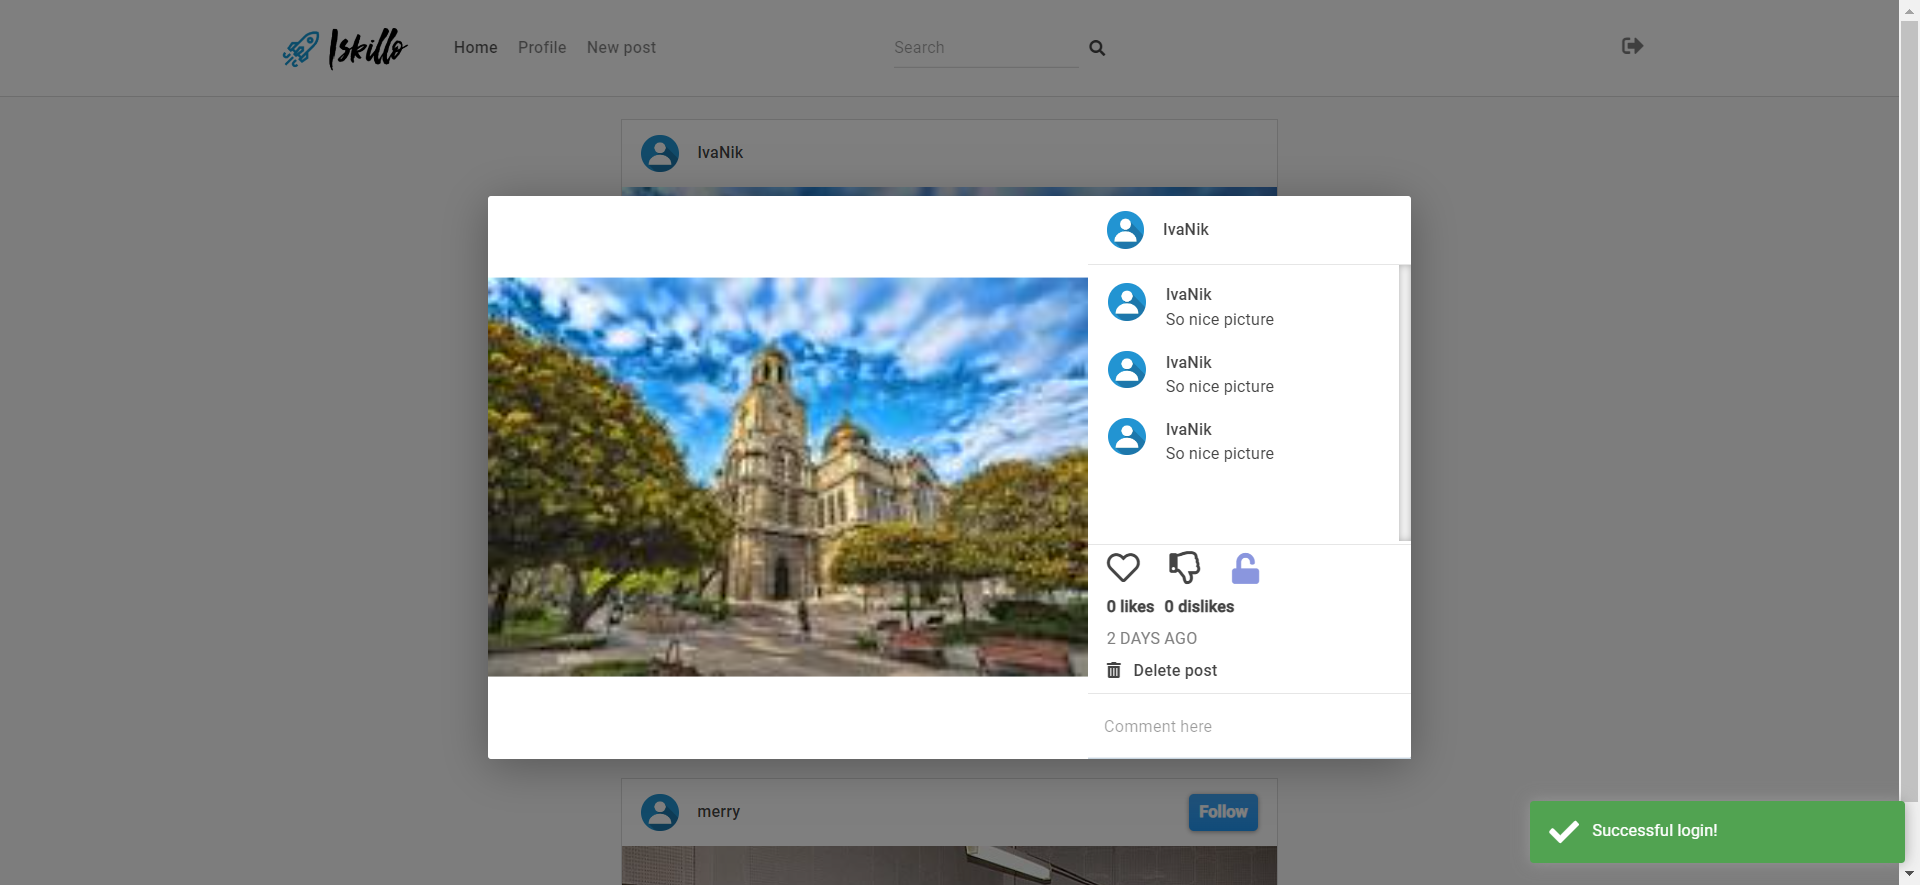 Iskillo
Home Profile New post
Search
IvaNik
IvaNik
IvaNik
So nice picture
IvaNik
So nice picture
IvaNik
So nice picture
0 likes 0 dislikes
2 DAYS AGO
Delete post
Comment here
merry
Follow
Successful login!